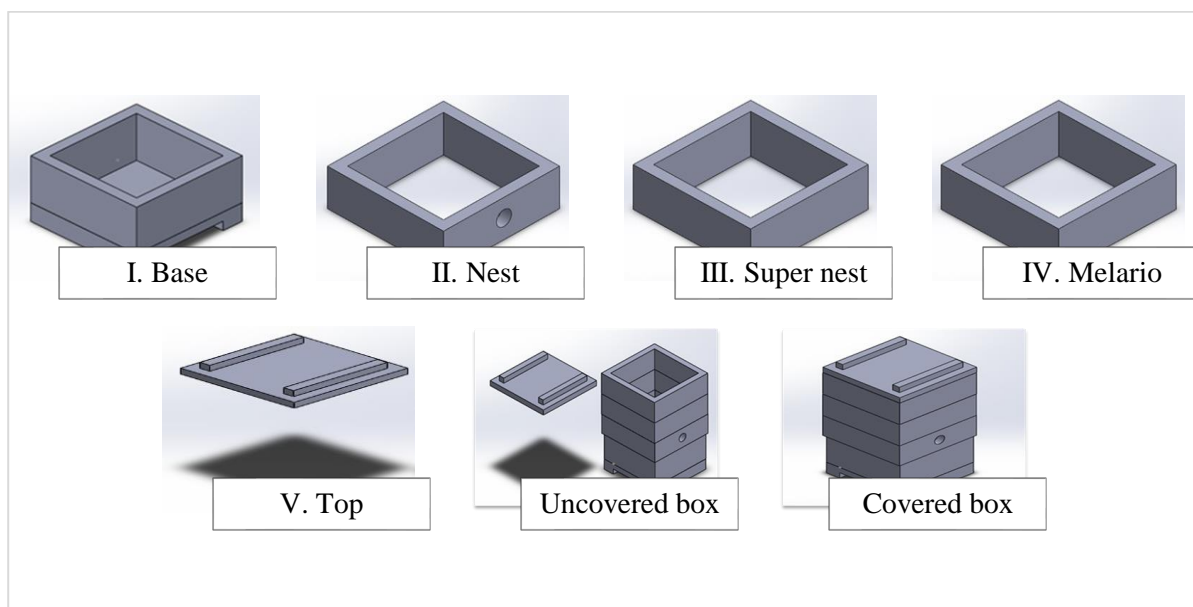 I. Base
II. Nest
III. Super nest
IV. Melario
V. Top
Uncovered box
Covered box